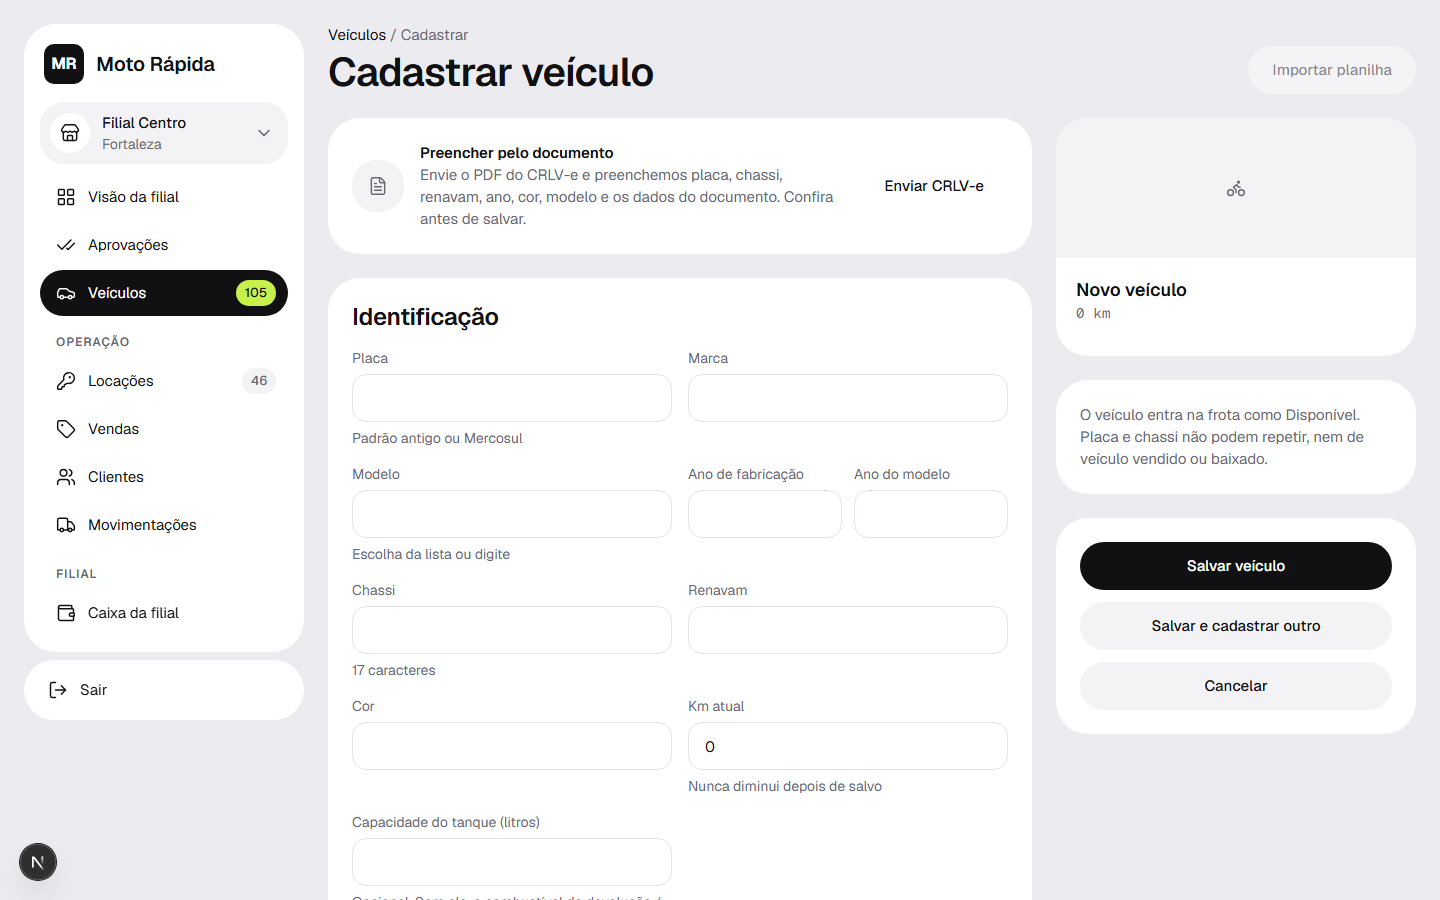 MR Moto Rápida
Filial Centro
Fortaleza
Visão da filial
Aprovações
Veículos 105
OPERAÇÃO
Locações 46
Vendas
Clientes
Movimentações
FILIAL
Caixa da filial
Sair
N
Veículos / Cadastrar
Cadastrar veículo
Importar planilha
Preencher pelo documento
Envie o PDF do CRLV-e e preenchemos placa, chassi,
renavam, ano, cor, modelo e os dados do documento. Confira
antes de salvar.
Enviar CRLV-e
Identificação
Placa
Marca
Padrão antigo ou Mercosul
Modelo
Ano de fabricação
Ano do modelo
Escolha da lista ou digite
Chassi
Renavam
17 caracteres
Cor
Km atual
0
Nunca diminui depois de salvo
Capacidade do tanque (litros)
Novo veículo
0 km
O veículo entra na frota como Disponível.
Placa e chassi não podem repetir, nem de
veículo vendido ou baixado.
Salvar veículo
Salvar e cadastrar outro
Cancelar